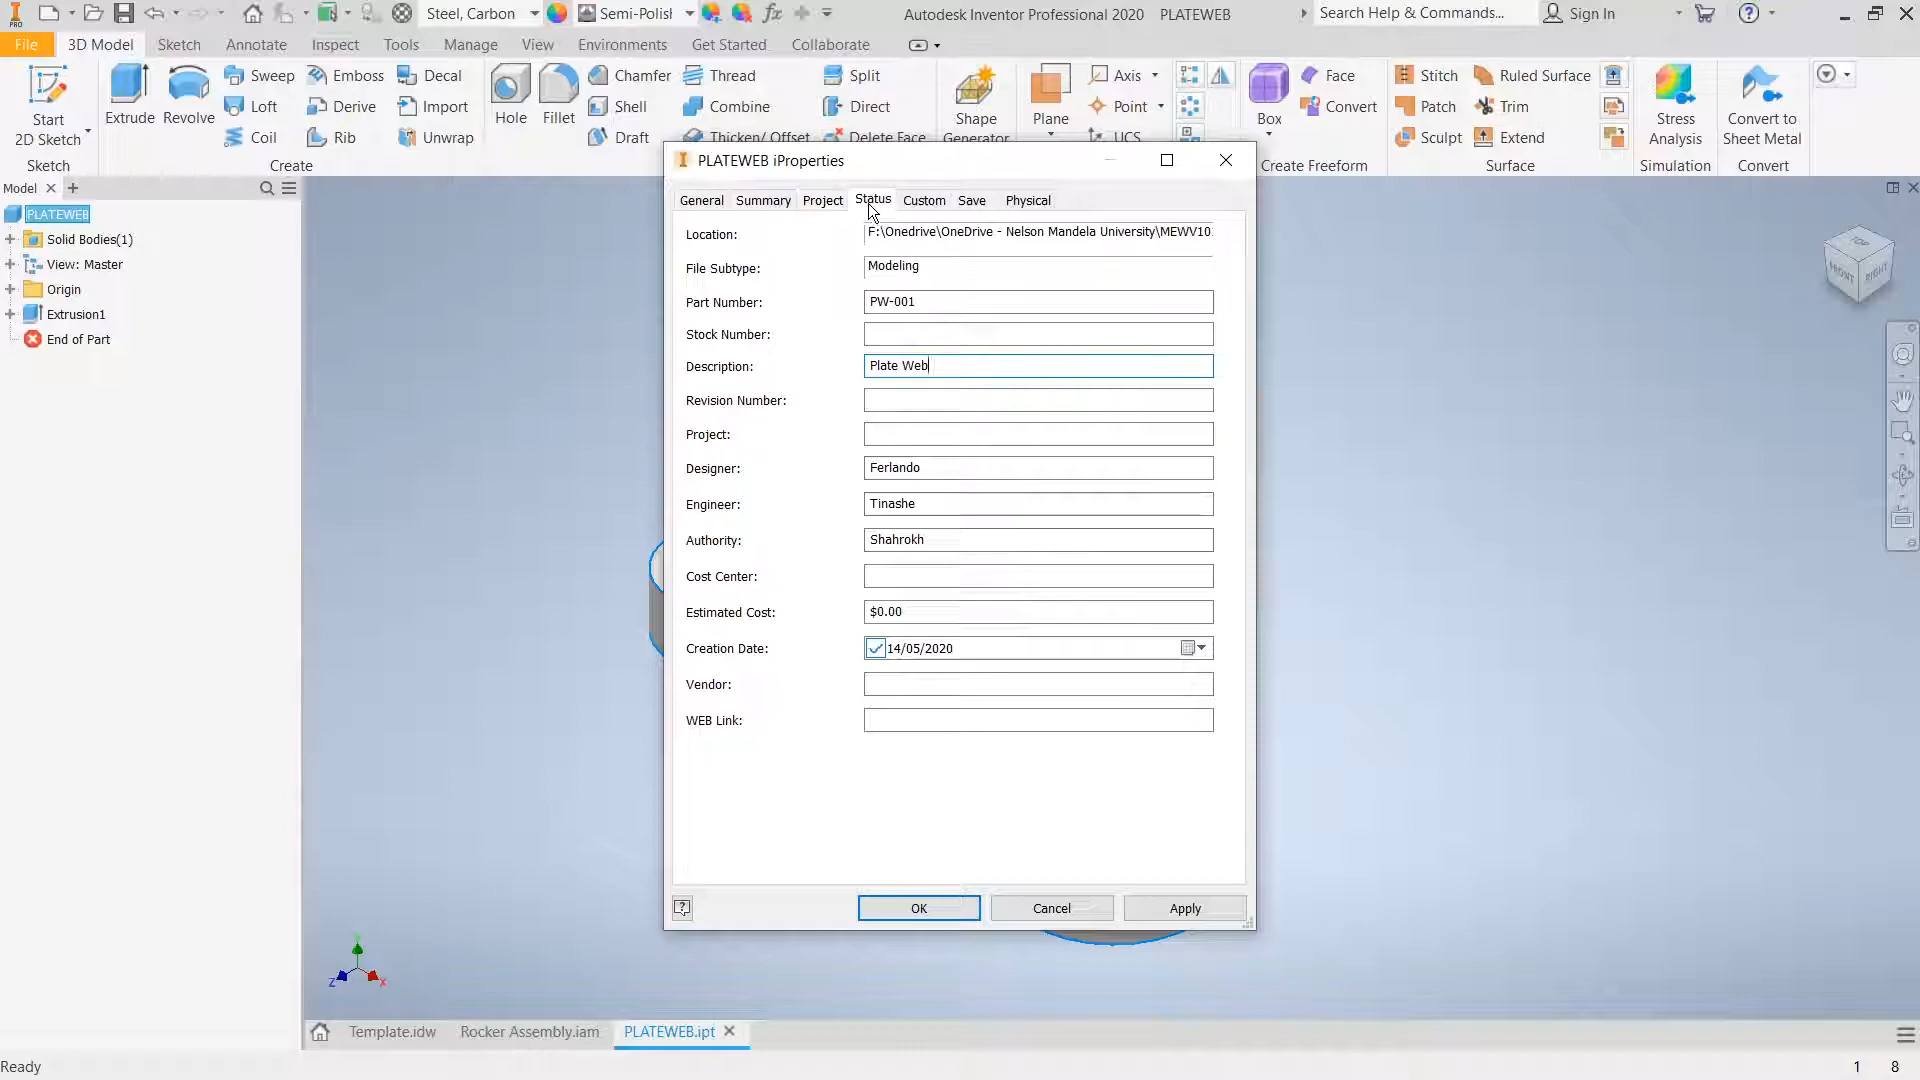 Steel, Carbon
Semi-Polisl
Autodesk Inventor Professional 2020 PLATEWEB
Search Help & Commands...
Sign In
PRO
File
3D Model
Sketch
Annotate
Inspect
Tools
Manage
View
Environments
Get Started
Collaborate
Start
2D Sketch
Sketch
Extrude
Revolve
Sweep
Emboss
Decal
Loft
Derive
Import
Coil
Rib
Unwrap
Create
Hole
Fillet
Chamfer
Thread
Split
Shell
Combine
Direct
Draft
Thicken/ Offset
Delete Face
Shape
Generator
Plane
Axis
Point
UCS
Box
Face
Convert
Create Freeform
Stitch
Ruled Surface
Patch
Trim
Sculpt
Extend
Surface
Stress
Analysis
Simulation
Convert to
Sheet Metal
Convert
Model
PLATEWEB
Solid Bodies(1)
View: Master
Origin
Extrusion1
End of Part
PLATEWEB iProperties
General
Summary
Project
Status
Custom
Save
Physical
Location: F:\Onedrive\OneDrive - Nelson Mandela University\MEWV10:
File Subtype: Modeling
Part Number: PW-001
Stock Number:
Description: Plate Web
Revision Number:
Project:
Designer: Ferlando
Engineer: Tinashe
Authority: Shahrokh
Cost Center:
Estimated Cost: $0.00
Creation Date: 14/05/2020
Vendor:
WEB Link:
OK
Cancel
Apply
TOP
FRONT
RIGHT
Z
X
Template.idw
Rocker Assembly.iam
PLATEWEB.ipt
Ready
1
8